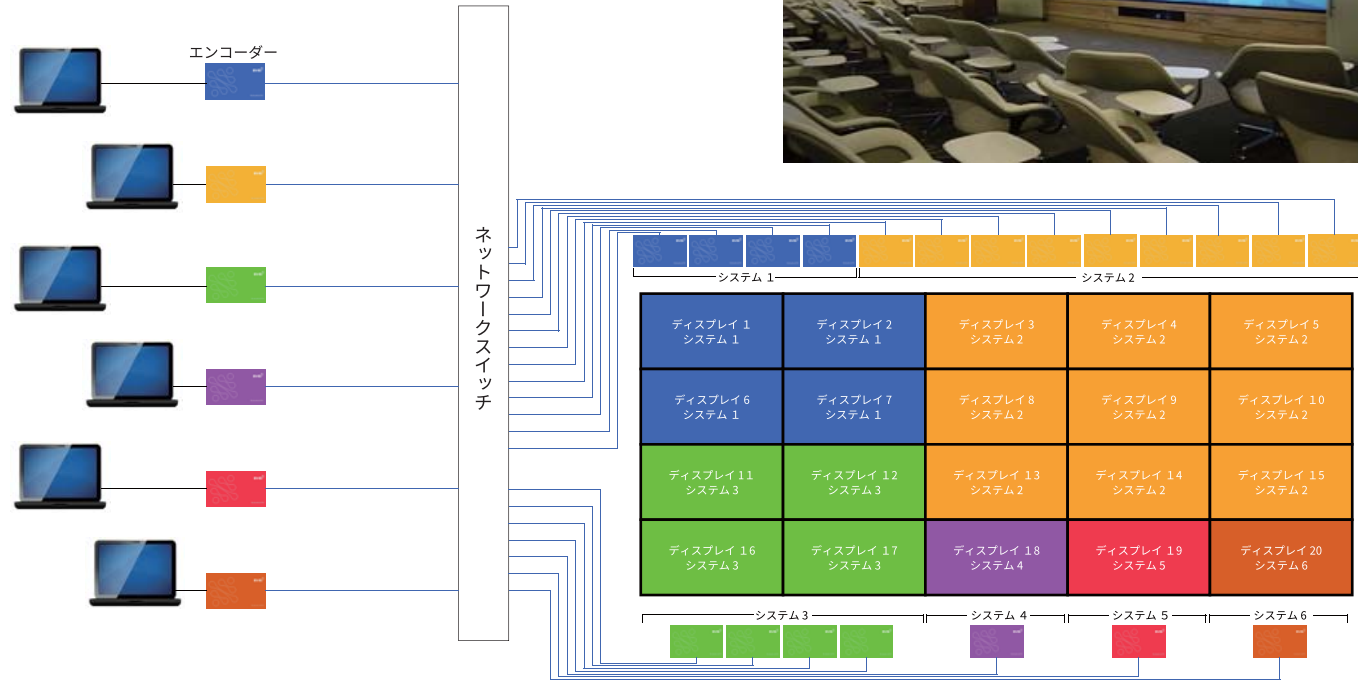 エンコーダー
ネットワークスイッチ
システム 1
システム 2
ディスプレイ 1
システム 1
ディスプレイ 2
システム 1
ディスプレイ 3
システム 2
ディスプレイ 4
システム 2
ディスプレイ 5
システム 2
ディスプレイ 6
システム 1
ディスプレイ 7
システム 1
ディスプレイ 8
システム 2
ディスプレイ 9
システム 2
ディスプレイ 10
システム 2
ディスプレイ 11
システム 3
ディスプレイ 12
システム 3
ディスプレイ 13
システム 2
ディスプレイ 14
システム 2
ディスプレイ 15
システム 2
ディスプレイ 16
システム 3
ディスプレイ 17
システム 3
ディスプレイ 18
システム 4
ディスプレイ 19
システム 5
ディスプレイ 20
システム 6
システム 3
システム 4
システム 5
システム 6